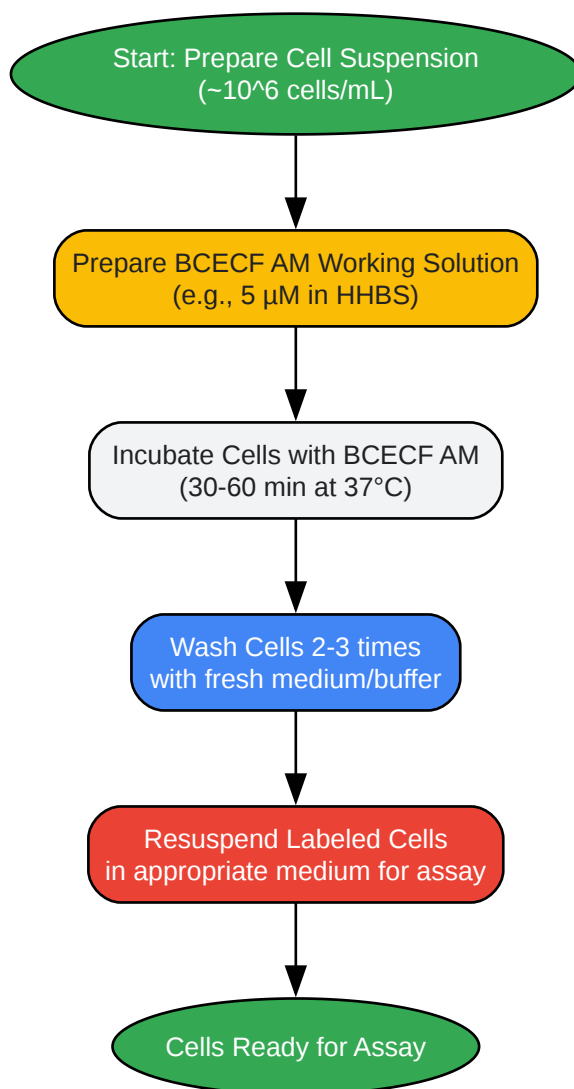 Start: Prepare Cell Suspension
(~10^6 cells/mL)
Prepare BCECF AM Working Solution
(e.g., 5 µM in HHBS)
Incubate Cells with BCECF AM
(30-60 min at 37°C)
Wash Cells 2-3 times
with fresh medium/buffer
Resuspend Labeled Cells
in appropriate medium for assay
Cells Ready for Assay